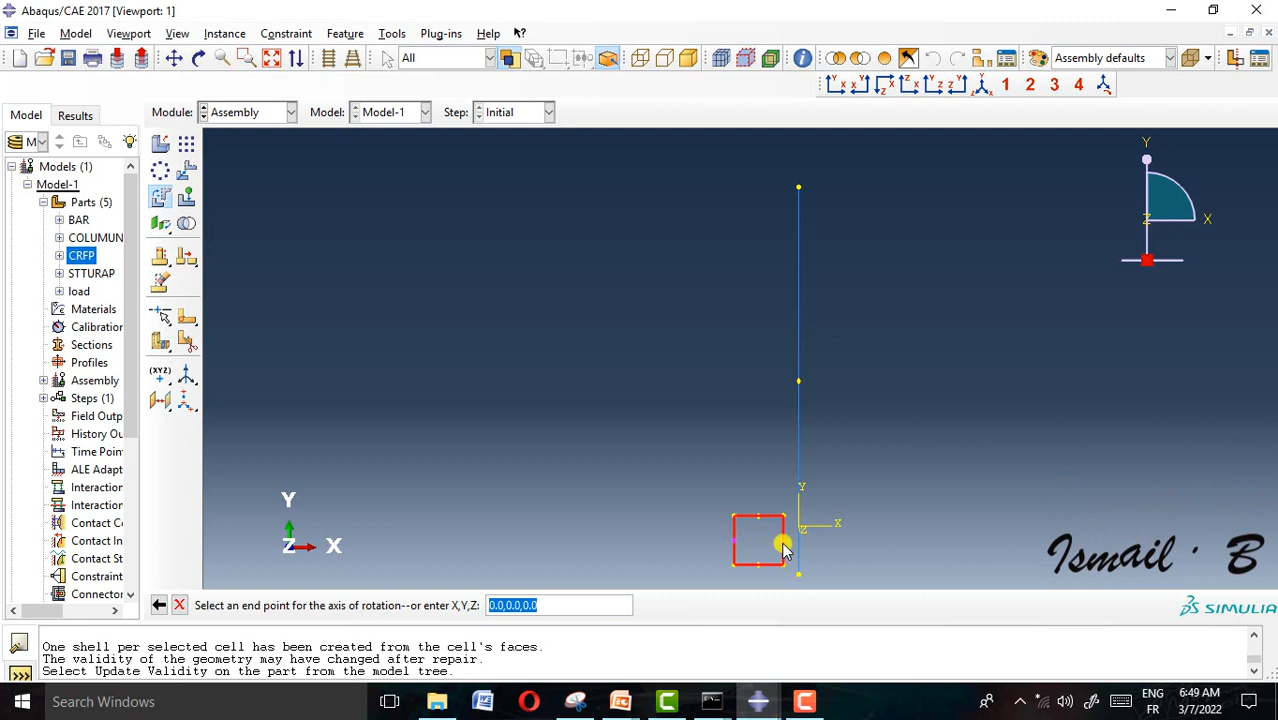 Abaqus/CAE 2017 [Viewport: 1]
File Model Viewport View Instance Constraint Feature Tools Plug-ins Help
All
Assembly defaults
1 2 3 4
Model Results
Module: Assembly Model: Model-1 Step: Initial
M
Models (1)
Model-1
Parts (5)
BAR
COLUMUN
CRFP
STTURAP
load
Materials
Calibration
Sections
Profiles
Assembly
Steps (1)
Field Outp
History Ou
Time Poin
ALE Adapt
Interaction
Interaction
Contact Co
Contact In
Contact St
Constraint
Connector
Y
X
Z
Y
X
Z
Y
X
Z
(XYZ)
Ismail · B
Select an end point for the axis of rotation--or enter X,Y,Z: 0.0,0.0,0.0
SIMULIA
One shell per selected cell has been created from the cell's faces.
The validity of the geometry may have changed after repair.
Select Update Validity on the part from the model tree.
>>>
Search Windows
ENG
FR
6:49 AM
3/7/2022